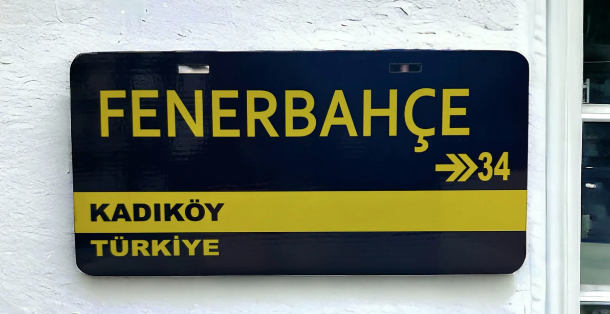 FENERBAHÇE
34
KADIKÖY
TÜRKİYE